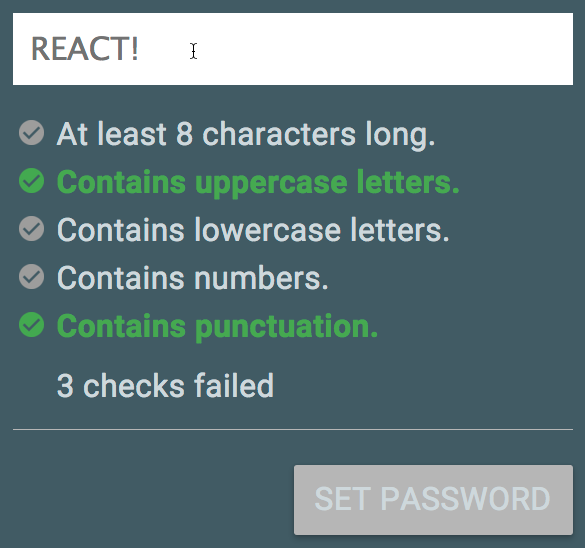 REACT!
At least 8 characters long.
Contains uppercase letters.
Contains lowercase letters.
Contains numbers.
Contains punctuation.
3 checks failed
SET PASSWORD